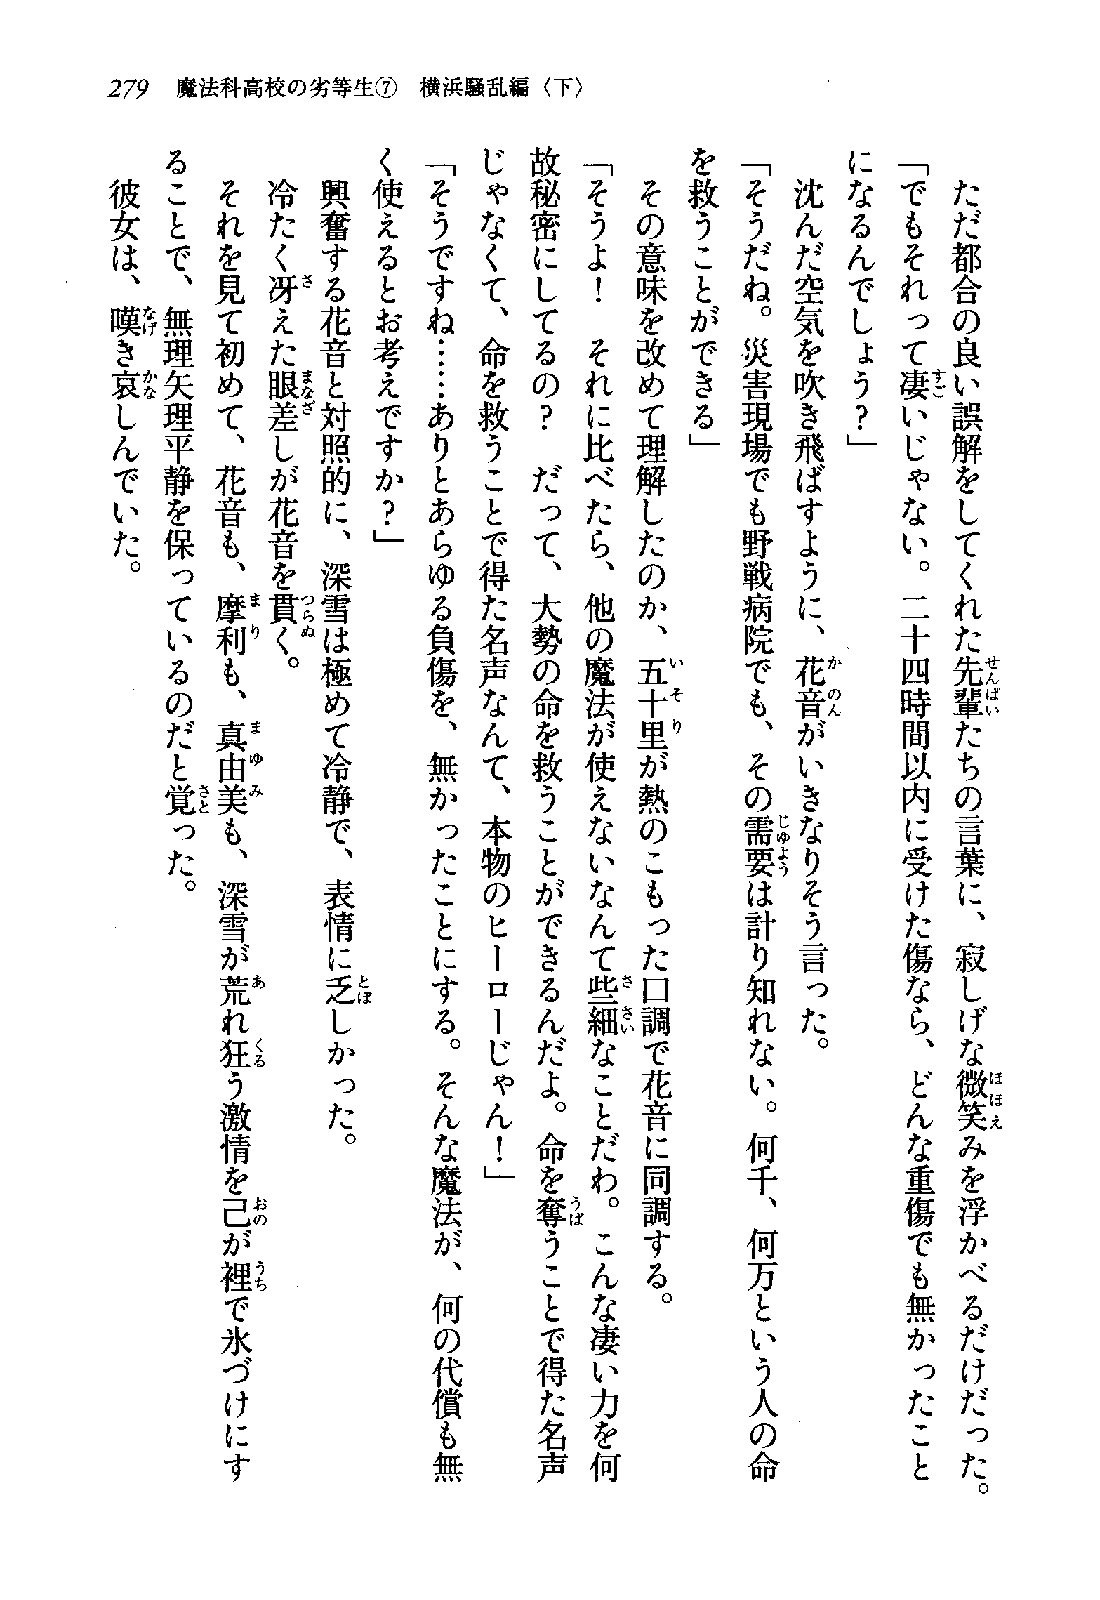 279　魔法科高校の劣等生⑦　横浜騒乱編〈下〉
　ただ都合の良い誤解をしてくれた先輩たちの言葉に、寂しげな微笑みを浮かべるだけだった。
「でもそれって凄いじゃない。二十四時間以内に受けた傷なら、どんな重傷でも無かったこと
になるんでしょう？」
　沈んだ空気を吹き飛ばすように、花音がいきなりそう言った。
「そうだね。災害現場でも野戦病院でも、その需要は計り知れない。何千、何万という人の命
を救うことができる」
　その意味を改めて理解したのか、五十里が熱のこもった口調で花音に同調する。
「そうよ！　それに比べたら、他の魔法が使えないなんて些細なことだわ。こんな凄い力を何
故秘密にしてるの？　だって、大勢の命を救うことができるんだよ。命を奪うことで得た名声
じゃなくて、命を救うことで得た名声なんて、本物のヒーローじゃん！」
「そうですね……ありとあらゆる負傷を、無かったことにする。そんな魔法が、何の代償も無
く使えるとお考えですか？」
　興奮する花音と対照的に、深雪は極めて冷静で、表情に乏しかった。
　冷たく冴えた眼差しが花音を貫く。
　それを見て初めて、花音も、摩利も、真由美も、深雪が荒れ狂う激情を己が裡で氷づけにす
ることで、無理矢理平静を保っているのだと覚った。
　彼女は、嘆き哀しんでいた。